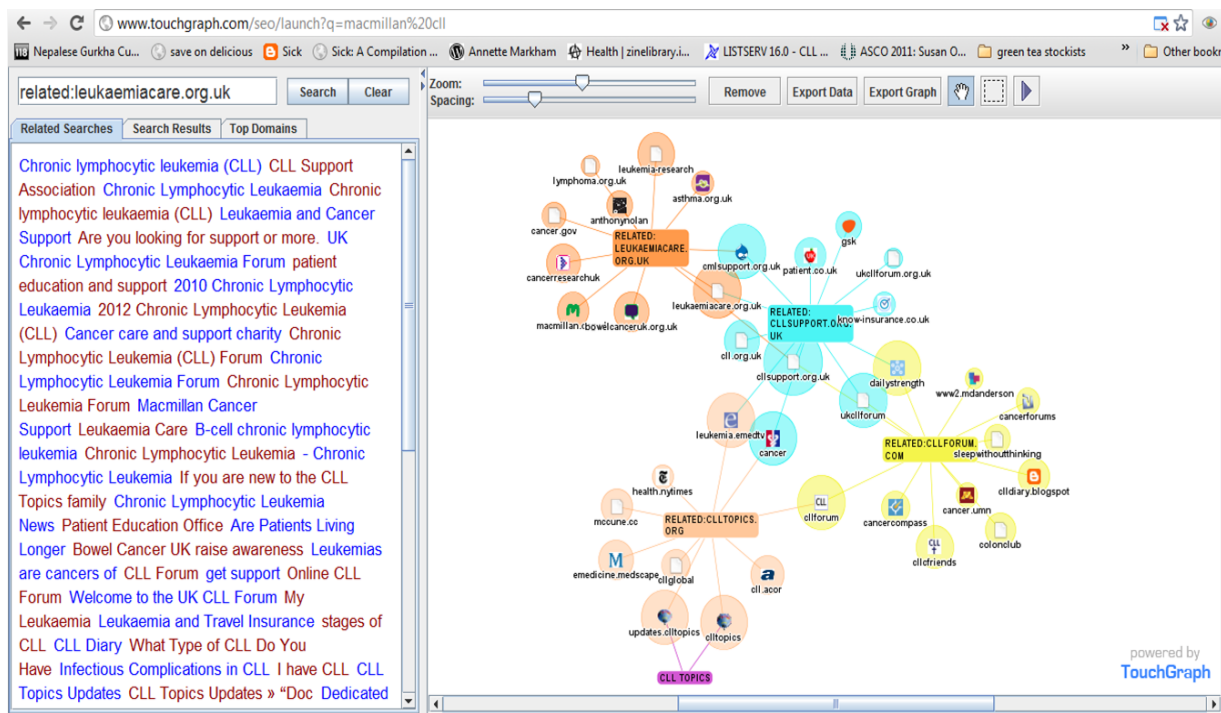 www.touchgraph.com/seo/launch?q=macmillan%20cll
Nepalese Gurkha Cu... save on delicious Sick Sick: A Compilation ... Annette Markham Health | zinelibrary.i... LISTSERV 16.0 - CLL ... ASCO 2011: Susan O... green tea stockists » Other bookr
related:leukaemiacare.org.uk Search Clear
Related Searches Search Results Top Domains
Chronic lymphocytic leukemia (CLL) CLL Support
Association Chronic Lymphocytic Leukaemia Chronic
lymphocytic leukaemia (CLL) Leukaemia and Cancer
Support Are you looking for support or more. UK
Chronic Lymphocytic Leukaemia Forum patient
education and support 2010 Chronic Lymphocytic
Leukaemia 2012 Chronic Lymphocytic Leukemia
(CLL) Cancer care and support charity Chronic
Lymphocytic Leukemia (CLL) Forum Chronic
Lymphocytic Leukemia Forum Chronic Lymphocytic
Leukemia Forum Macmillan Cancer
Support Leukaemia Care B-cell chronic lymphocytic
leukemia Chronic Lymphocytic Leukemia - Chronic
Lymphocytic Leukemia If you are new to the CLL
Topics family Chronic Lymphocytic Leukemia
News Patient Education Office Are Patients Living
Longer Bowel Cancer UK raise awareness Leukemias
are cancers of CLL Forum get support Online CLL
Forum Welcome to the UK CLL Forum My
Leukaemia Leukaemia and Travel Insurance stages of
CLL CLL Diary What Type of CLL Do You
Have Infectious Complications in CLL I have CLL CLL
Topics Updates CLL Topics Updates » “Doc Dedicated
Zoom:
Spacing:
Remove Export Data Export Graph
leukemia-research
lymphoma.org.uk
asthma.org.uk
anthonynolan
cancer.gov
RELATED:
LEUKAEMIACARE.
ORG.UK
cancerresearchuk
macmillan.
bowelcanceruk.org.uk
gsk
cmlsupport.org.uk
patient.co.uk
ukcllforum.org.uk
leukaemiacare.org.uk
know-insurance.co.uk
RELATED:
CLLSUPPORT.ORG.
UK
cll.org.uk
cllsupport.org.uk
dailystrength
www2.mdanderson
ukcllforum
cancerforums
leukemia.emedtv
cancer
RELATED:CLLFORUM.
COM
sleepwithoutthinking
clldiary.blogspot
health.nytimes
cllforum
CLL
cancer.umn
mccune.cc
RELATED:CLLTOPICS.
ORG
cancercompass
colonclub
CLL
cllcfriends
emedicine.medscape
cllglobal
cll.acor
updates.clltopics
clltopics
CLL TOPICS
powered by
TouchGraph